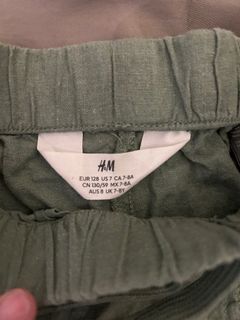 H&M
EUR 128 US 7 CA 7-8A
CN 130/59 MX 7-8A
AUS 8 UK 7-8Y